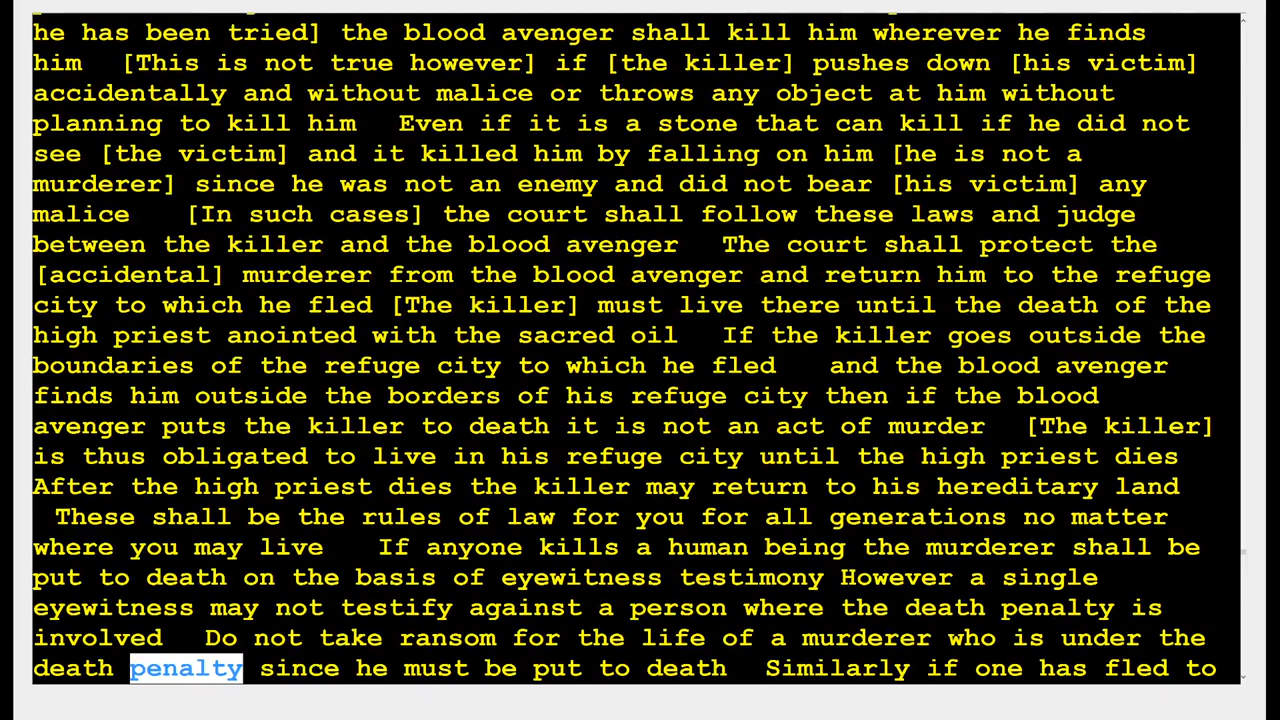 he has been tried] the blood avenger shall kill him wherever he finds
him [This is not true however] if [the killer] pushes down [his victim]
accidentally and without malice or throws any object at him without
planning to kill him Even if it is a stone that can kill if he did not
see [the victim] and it killed him by falling on him [he is not a
murderer] since he was not an enemy and did not bear [his victim] any
malice [In such cases] the court shall follow these laws and judge
between the killer and the blood avenger The court shall protect the
[accidental] murderer from the blood avenger and return him to the refuge
city to which he fled [The killer] must live there until the death of the
high priest anointed with the sacred oil If the killer goes outside the
boundaries of the refuge city to which he fled and the blood avenger
finds him outside the borders of his refuge city then if the blood
avenger puts the killer to death it is not an act of murder [The killer]
is thus obligated to live in his refuge city until the high priest dies
After the high priest dies the killer may return to his hereditary land
These shall be the rules of law for you for all generations no matter
where you may live If anyone kills a human being the murderer shall be
put to death on the basis of eyewitness testimony However a single
eyewitness may not testify against a person where the death penalty is
involved Do not take ransom for the life of a murderer who is under the
death penalty since he must be put to death Similarly if one has fled to